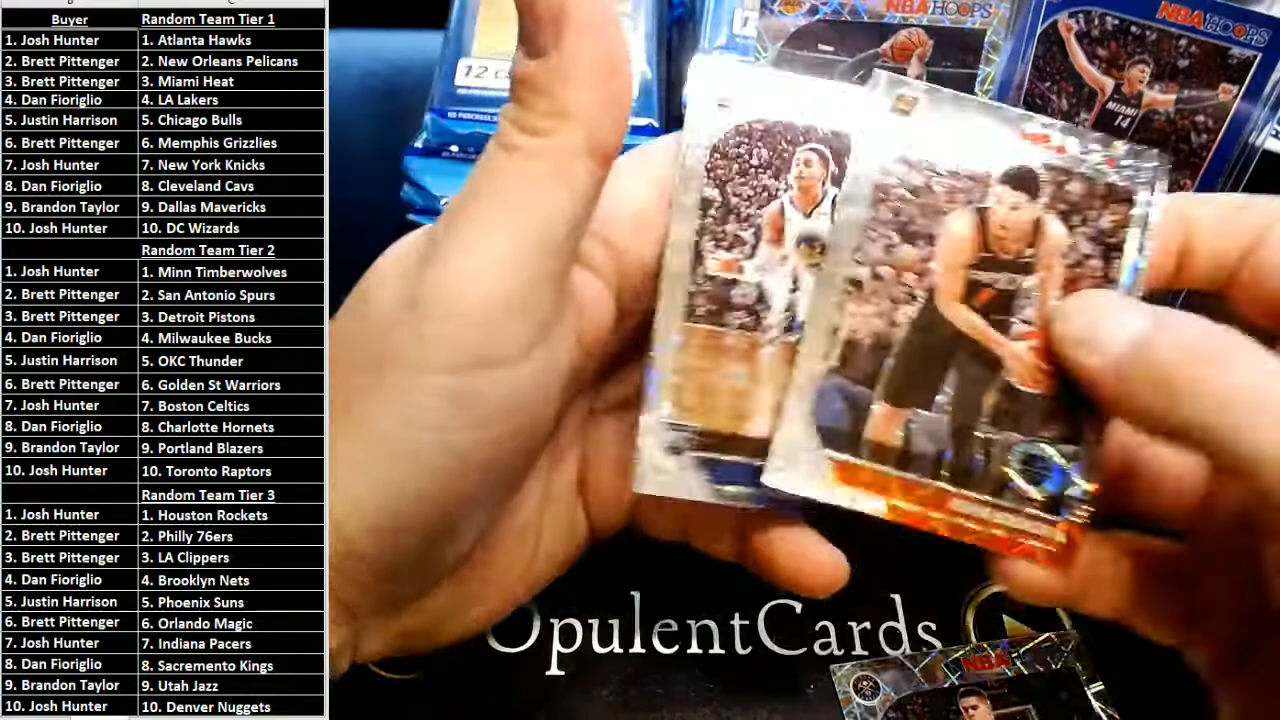 Buyer Random Team Tier 1
1. Josh Hunter 1. Atlanta Hawks
2. Brett Pittenger 2. New Orleans Pelicans
3. Brett Pittenger 3. Miami Heat
4. Dan Fioriglio 4. LA Lakers
5. Justin Harrison 5. Chicago Bulls
6. Brett Pittenger 6. Memphis Grizzlies
7. Josh Hunter 7. New York Knicks
8. Dan Fioriglio 8. Cleveland Cavs
9. Brandon Taylor 9. Dallas Mavericks
10. Josh Hunter 10. DC Wizards
Random Team Tier 2
1. Josh Hunter 1. Minn Timberwolves
2. Brett Pittenger 2. San Antonio Spurs
3. Brett Pittenger 3. Detroit Pistons
4. Dan Fioriglio 4. Milwaukee Bucks
5. Justin Harrison 5. OKC Thunder
6. Brett Pittenger 6. Golden St Warriors
7. Josh Hunter 7. Boston Celtics
8. Dan Fioriglio 8. Charlotte Hornets
9. Brandon Taylor 9. Portland Blazers
10. Josh Hunter 10. Toronto Raptors
Random Team Tier 3
1. Josh Hunter 1. Houston Rockets
2. Brett Pittenger 2. Philly 76ers
3. Brett Pittenger 3. LA Clippers
4. Dan Fioriglio 4. Brooklyn Nets
5. Justin Harrison 5. Phoenix Suns
6. Brett Pittenger 6. Orlando Magic
7. Josh Hunter 7. Indiana Pacers
8. Dan Fioriglio 8. Sacremento Kings
9. Brandon Taylor 9. Utah Jazz
10. Josh Hunter 10. Denver Nuggets
NBA HOOPS
NBA HOOPS
12
MIAMI
14
OpulentCards
NBA